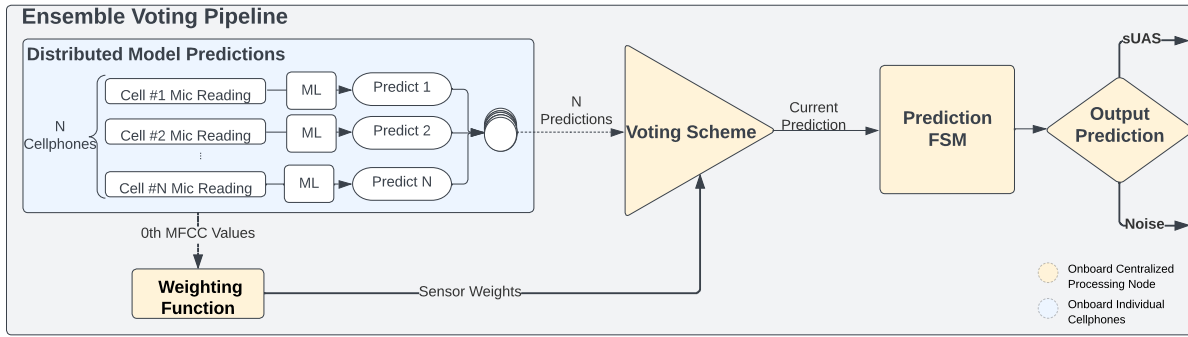 Ensemble Voting Pipeline
Distributed Model Predictions
N
Cellphones
Cell #1 Mic Reading
ML
Predict 1
Cell #2 Mic Reading
ML
Predict 2
...
Cell #N Mic Reading
ML
Predict N
N
Predictions
Voting Scheme
Current
Prediction
Prediction
FSM
Output
Prediction
sUAS
Noise
0th MFCC Values
Weighting
Function
Sensor Weights
Onboard Centralized
Processing Node
Onboard Individual
Cellphones